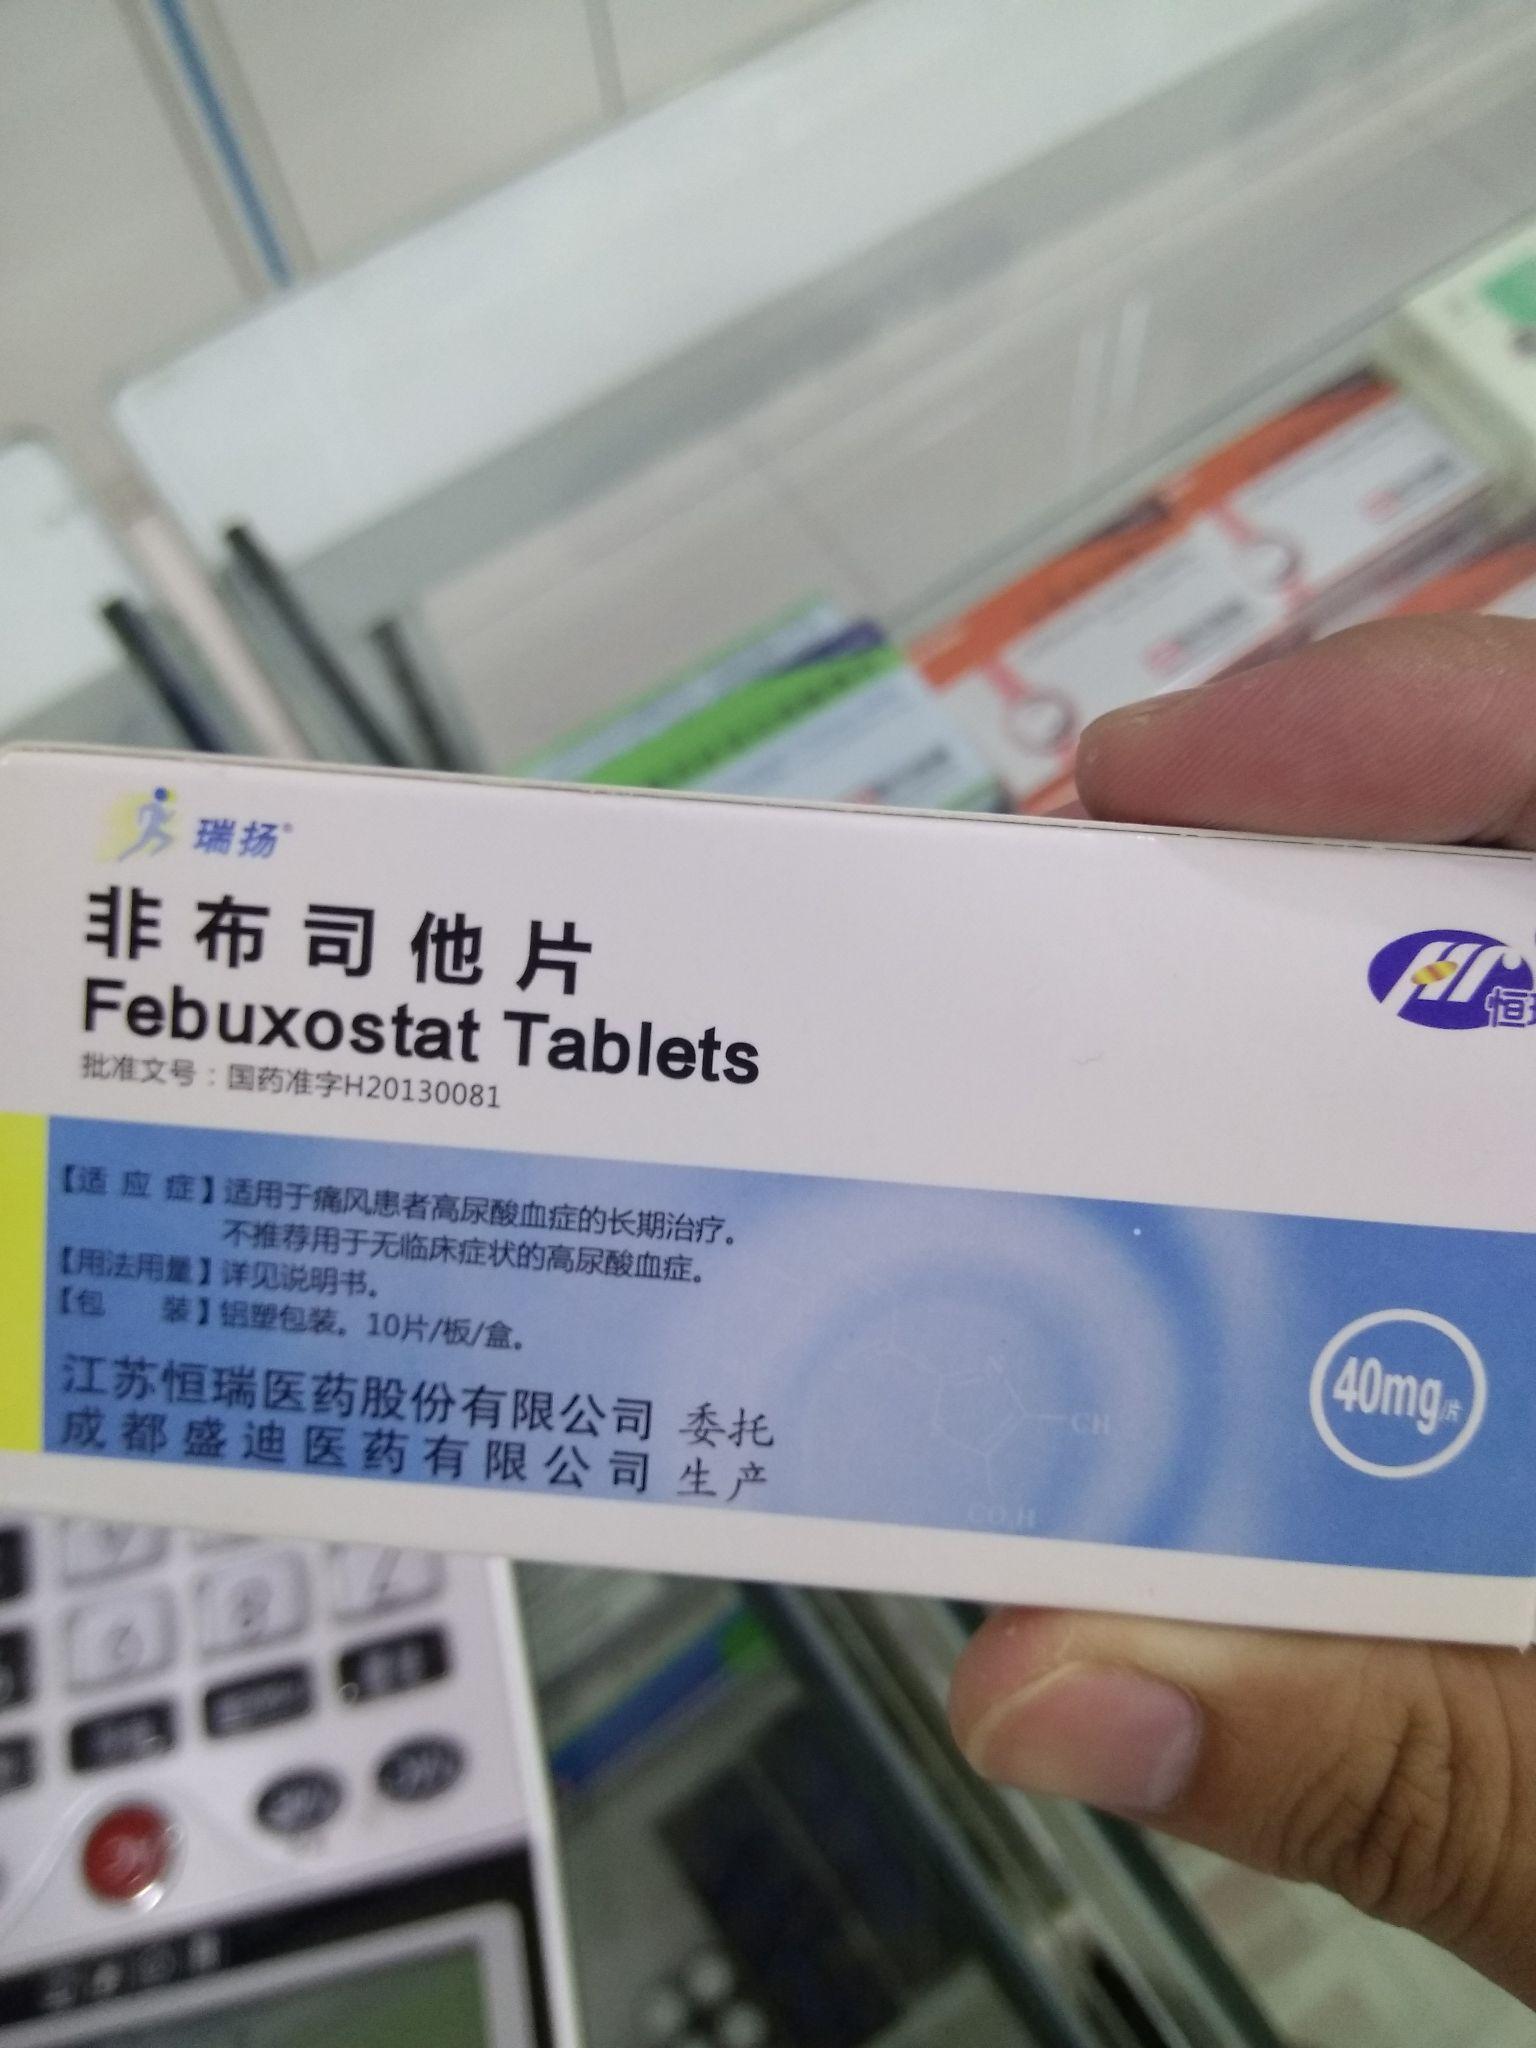 瑞扬®
非布司他片
Febuxostat Tablets
批准文号：国药准字H20130081
恒
【适应症】适用于痛风患者高尿酸血症的长期治疗。
不推荐用于无临床症状的高尿酸血症。
【用法用量】详见说明书。
【包装】铝塑包装。10片/板/盒。
江苏恒瑞医药股份有限公司 委托
成都盛迪医药有限公司 生产
40mg/片
N
CH
CO₂H